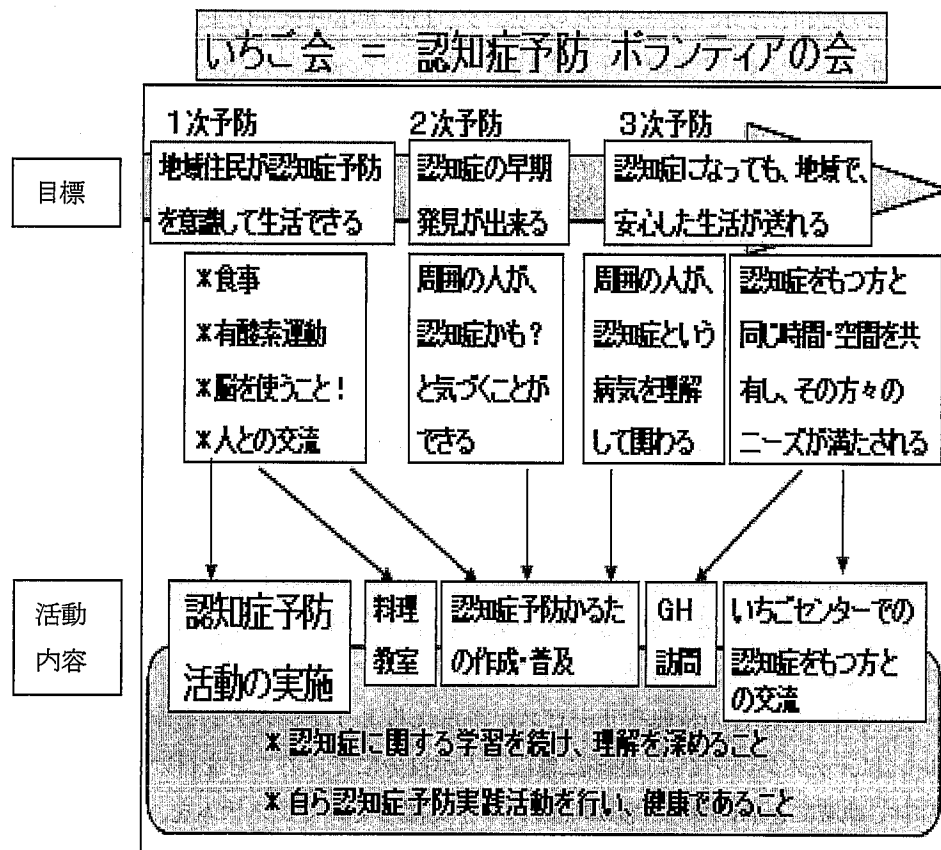 いちご会 = 認知症予防 ボランティアの会
1次予防
2次予防
3次予防
目標
地域住民が認知症予防
を意識して生活できる
認知症の早期
発見が出来る
認知症になっても、地域で、
安心した生活が送れる
*食事
*有酸素運動
*脳を使うこと！
*人との交流
周囲の人が、
認知症かも？
と気づくことが
できる
周囲の人が、
認知症という
病気を理解
して関わる
認知症をもつ方と
同じ時間・空間を共
有し、その方々の
ニーズが満たされる
活動
内容
認知症予防
活動の実施
料理
教室
認知症予防かるた
の作成・普及
GH
訪問
いちごセンターでの
認知症をもつ方と
の交流
*認知症に関する学習を続け、理解を深めること
*自ら認知症予防実践活動を行い、健康であること